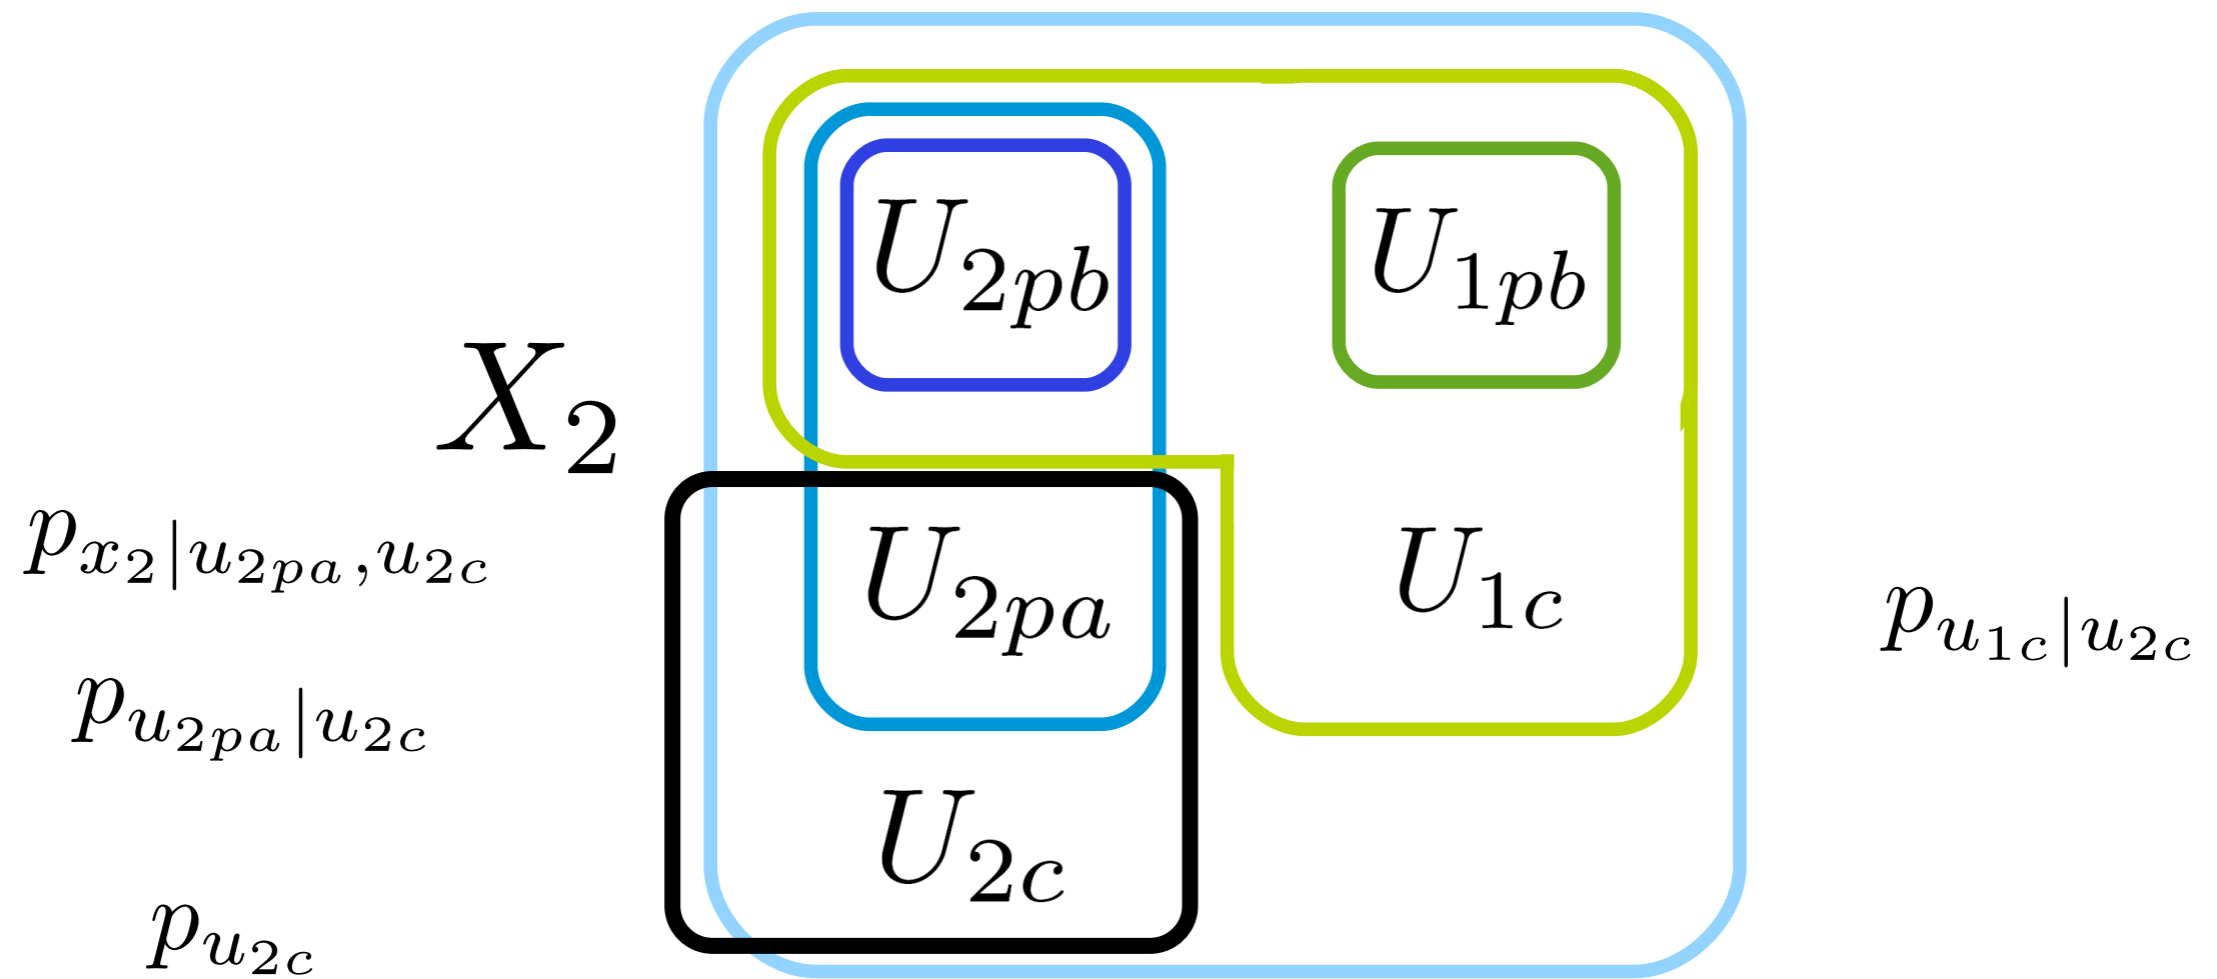 U_{2pb} U_{1pb}
X_2
p_{x_2|u_{2pa},u_{2c}} U_{2pa} U_{1c} p_{u_{1c}|u_{2c}}
p_{u_{2pa}|u_{2c}}
U_{2c}
p_{u_{2c}}